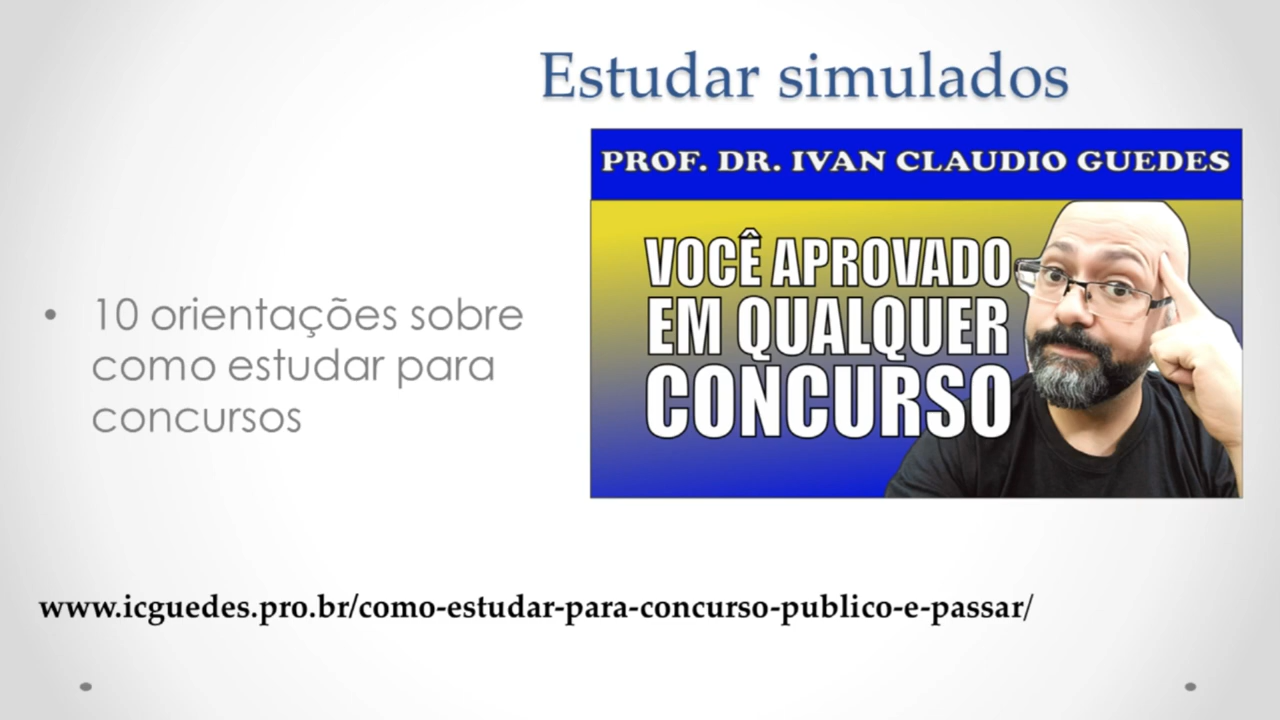 Estudar simulados
PROF. DR. IVAN CLAUDIO GUEDES
VOCÊ APROVADO
EM QUALQUER
CONCURSO
• 10 orientações sobre
como estudar para
concursos
www.icguedes.pro.br/como-estudar-para-concurso-publico-e-passar/